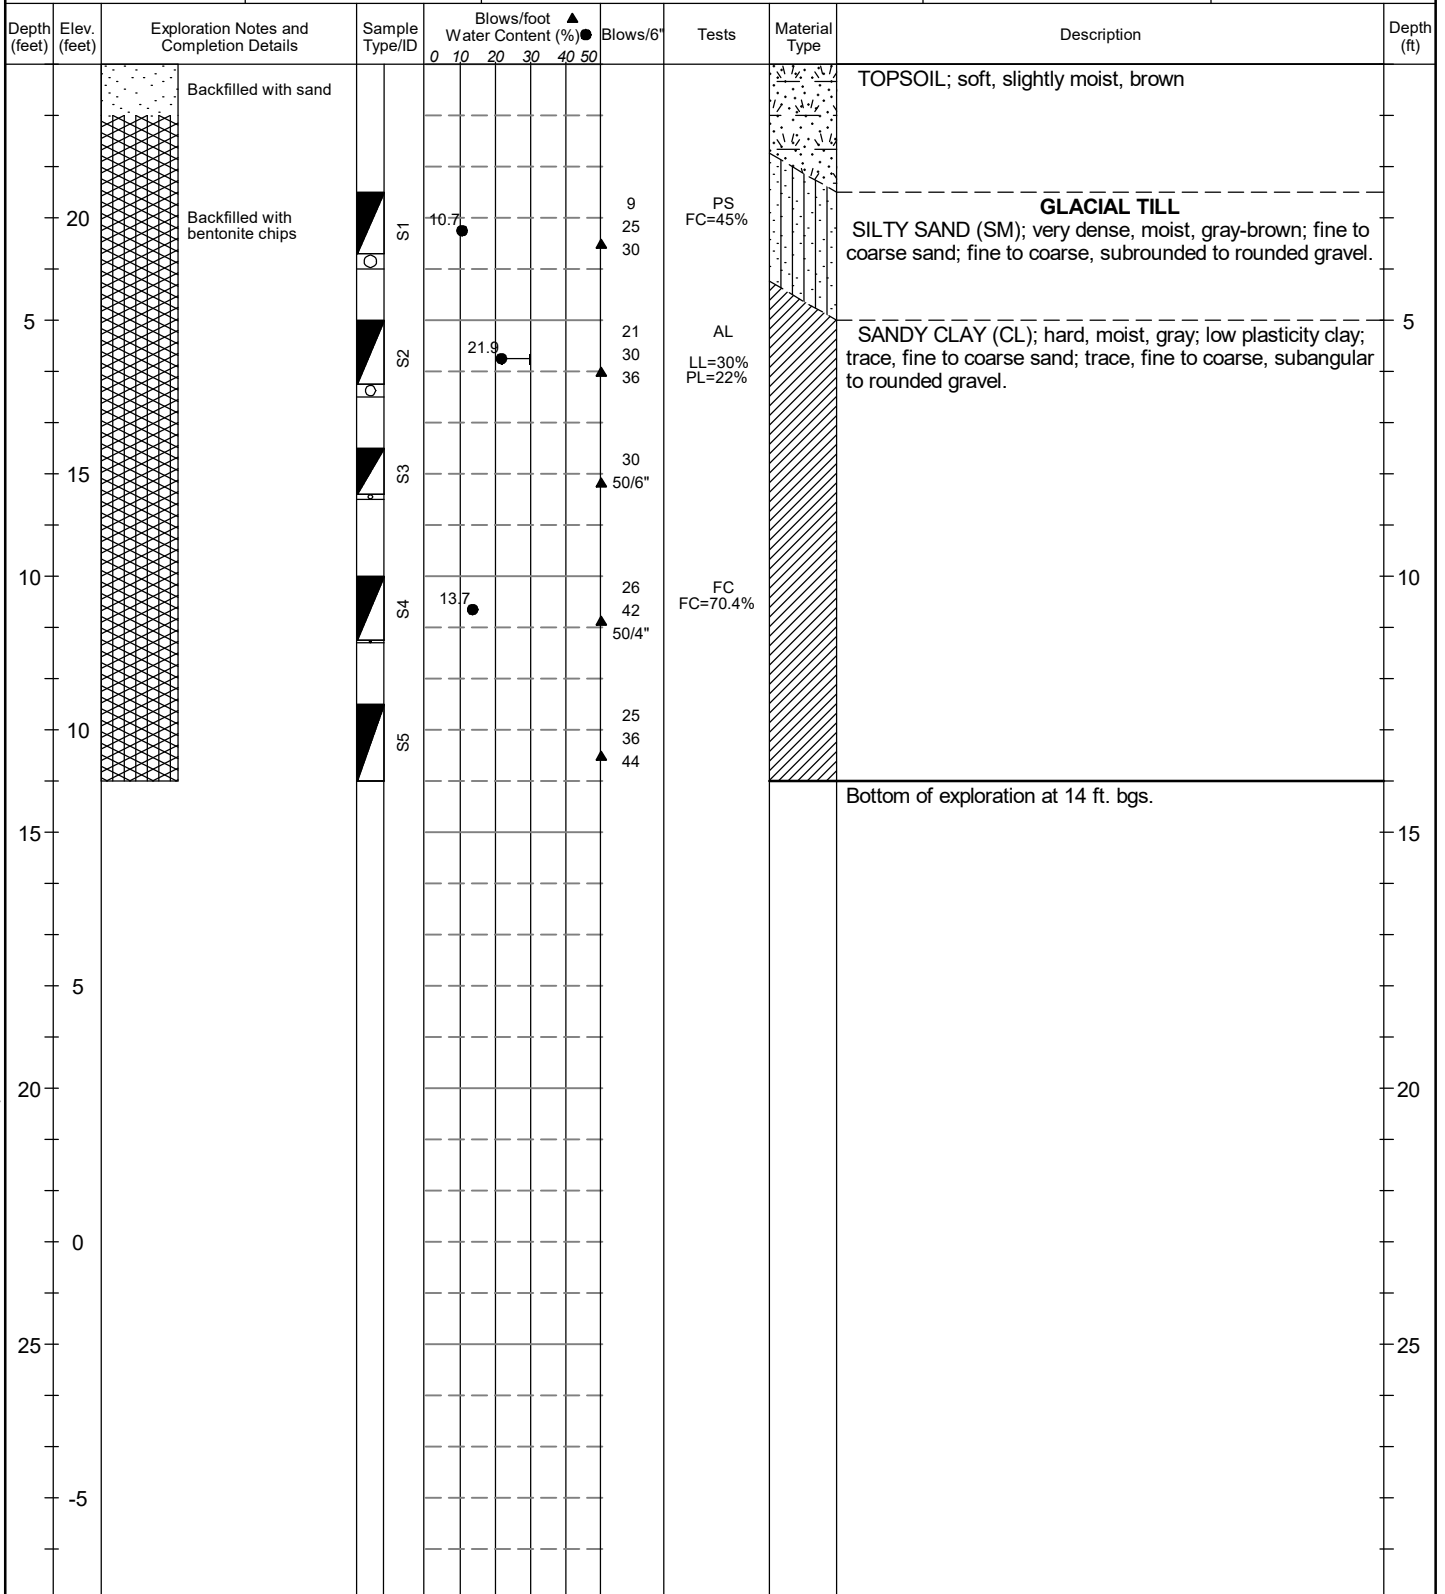 Depth
(feet)
Elev.
(feet)
Exploration Notes and
Completion Details
Sample
Type/ID
Blows/foot
Water Content (%)
0 10 20 30 40 50
Blows/6"
Tests
Material
Type
Description
Depth
(ft)
Backfilled with sand
TOPSOIL; soft, slightly moist, brown
20
Backfilled with
bentonite chips
S1
10.7
9
25
30
PS
FC=45%
GLACIAL TILL
SILTY SAND (SM); very dense, moist, gray-brown; fine to
coarse sand; fine to coarse, subrounded to rounded gravel.
5
S2
21.9
21
30
36
AL
LL=30%
PL=22%
SANDY CLAY (CL); hard, moist, gray; low plasticity clay;
trace, fine to coarse sand; trace, fine to coarse, subangular
to rounded gravel.
5
15
S3
30
50/6"
10
S4
13.7
26
42
50/4"
FC
FC=70.4%
10
10
S5
25
36
44
Bottom of exploration at 14 ft. bgs.
15
15
5
20
20
0
25
25
-5